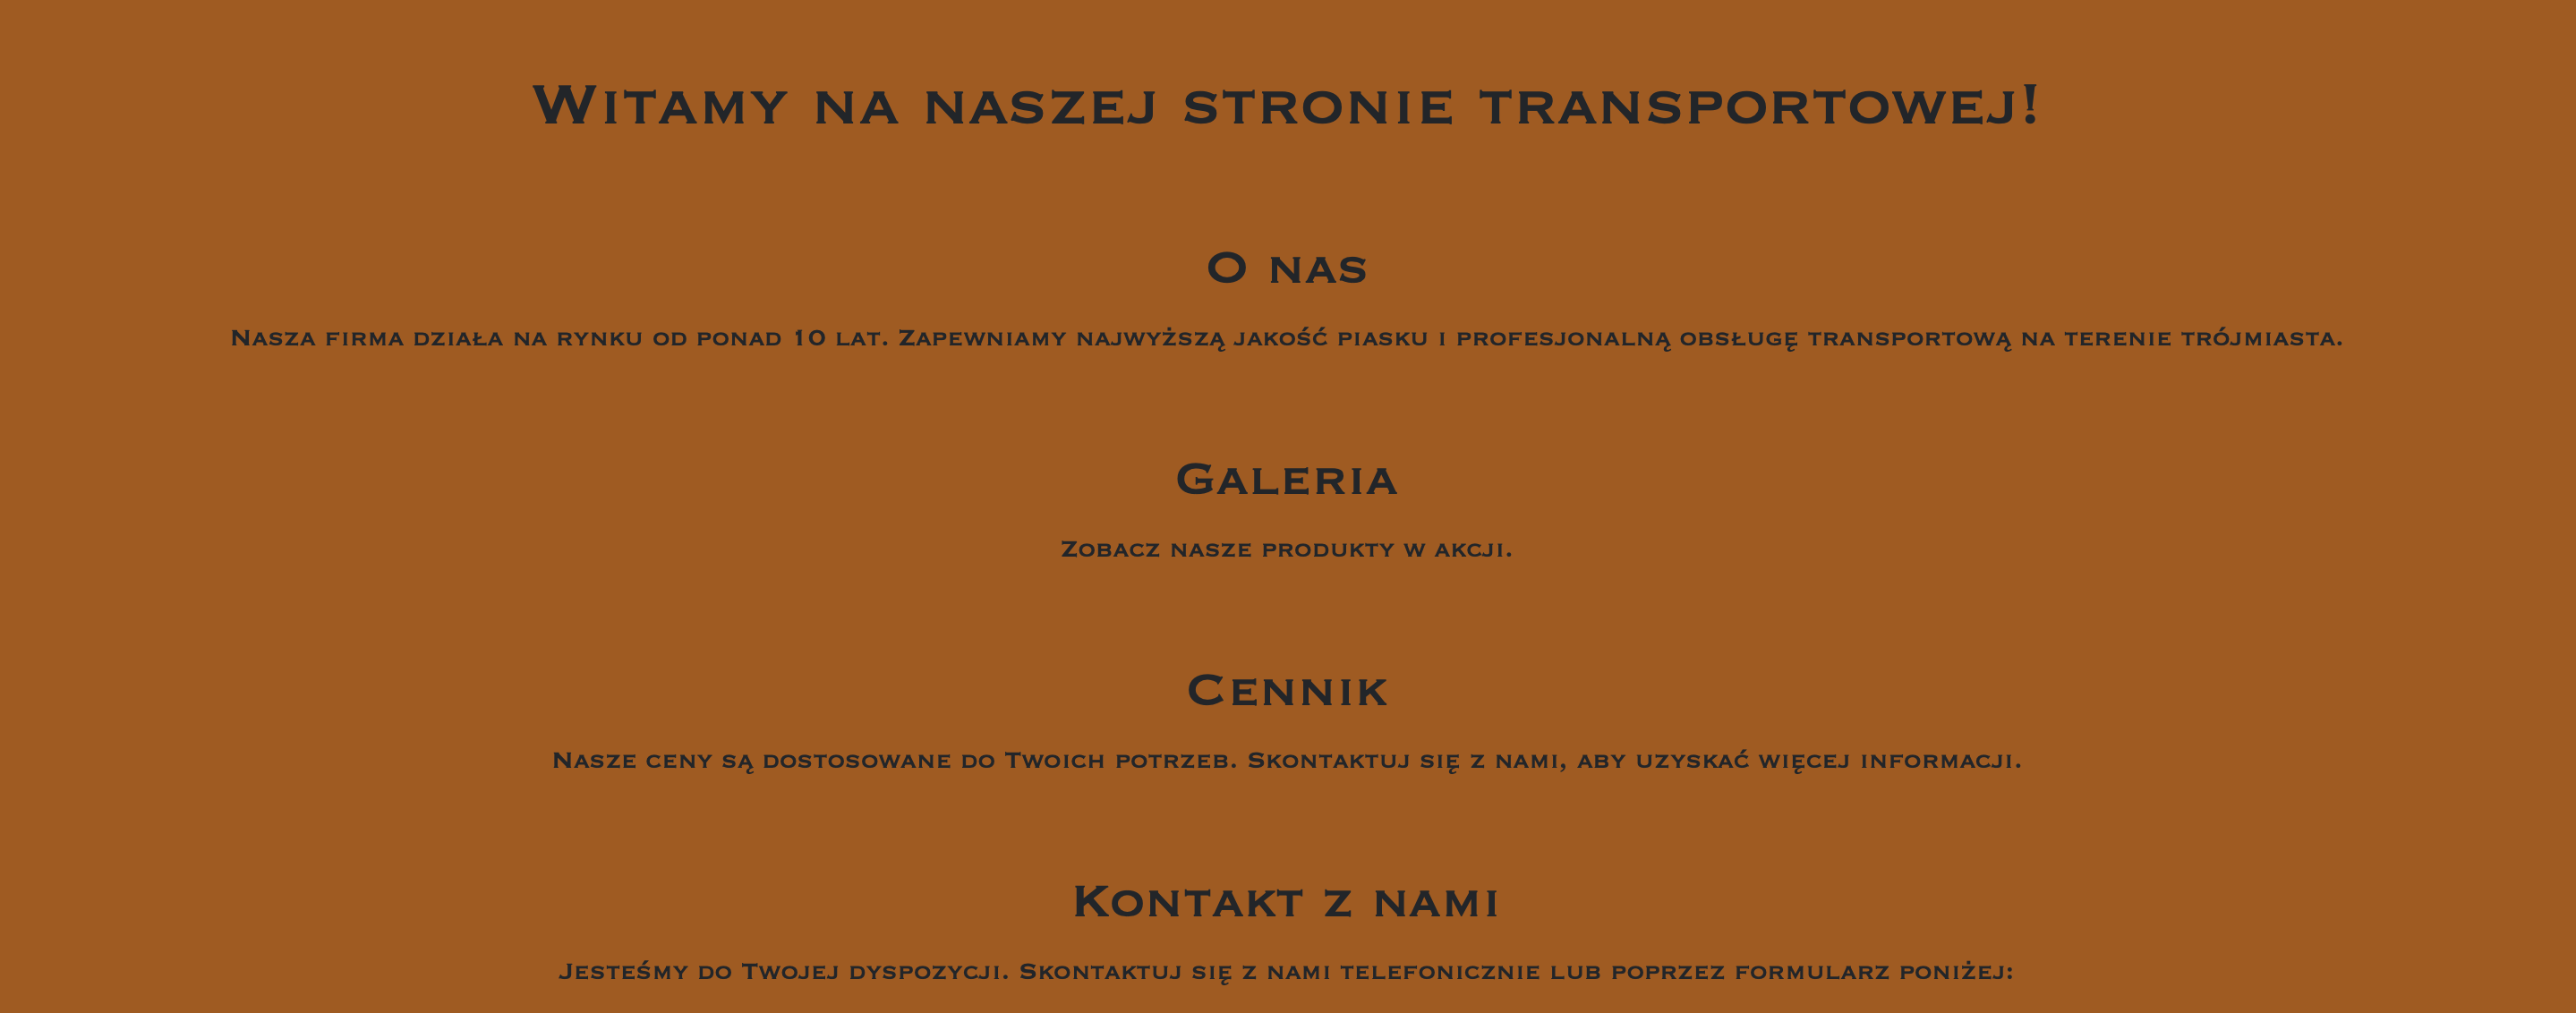 Witamy na naszej stronie transportowej!
O nas
Nasza firma działa na rynku od ponad 10 lat. Zapewniamy najwyższą jakość piasku i profesjonalną obsługę transportową na terenie trójmiasta.
Galeria
Zobacz nasze produkty w akcji.
Cennik
Nasze ceny są dostosowane do Twoich potrzeb. Skontaktuj się z nami, aby uzyskać więcej informacji.
Kontakt z nami
Jesteśmy do Twojej dyspozycji. Skontaktuj się z nami telefonicznie lub poprzez formularz poniżej: